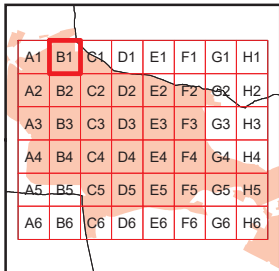 A1 B1 C1 D1 E1 F1 G1 H1
A2 B2 C2 D2 E2 F2 G2 H2
A3 B3 C3 D3 E3 F3 G3 H3
A4 B4 C4 D4 E4 F4 G4 H4
A5 B5 C5 D5 E5 F5 G5 H5
A6 B6 C6 D6 E6 F6 G6 H6